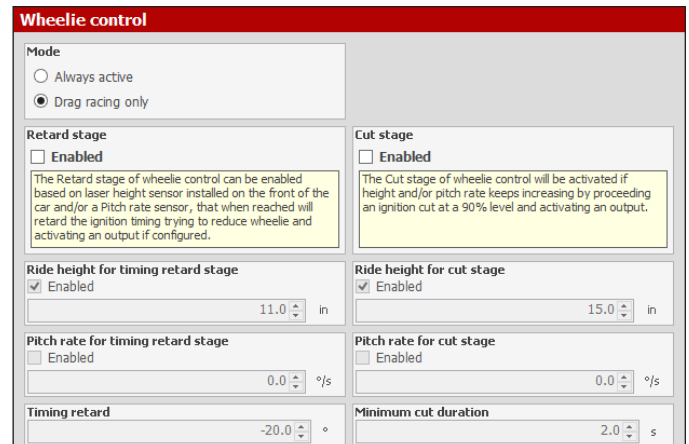 Wheelie control
Mode
Always active
Drag racing only
Retard stage
Enabled
The Retard stage of wheelie control can be enabled
based on laser height sensor installed on the front of the
car and/or a Pitch rate sensor, that when reached will
retard the ignition timing trying to reduce wheelie and
activating an output if configured.
Cut stage
Enabled
The Cut stage of wheelie control will be activated if
height and/or pitch rate keeps increasing by proceeding
an ignition cut at a 90% level and activating an output.
Ride height for timing retard stage
Enabled
11.0 in
Ride height for cut stage
Enabled
15.0 in
Pitch rate for timing retard stage
Enabled
0.0 °/s
Pitch rate for cut stage
Enabled
0.0 °/s
Timing retard
-20.0 °
Minimum cut duration
2.0 s